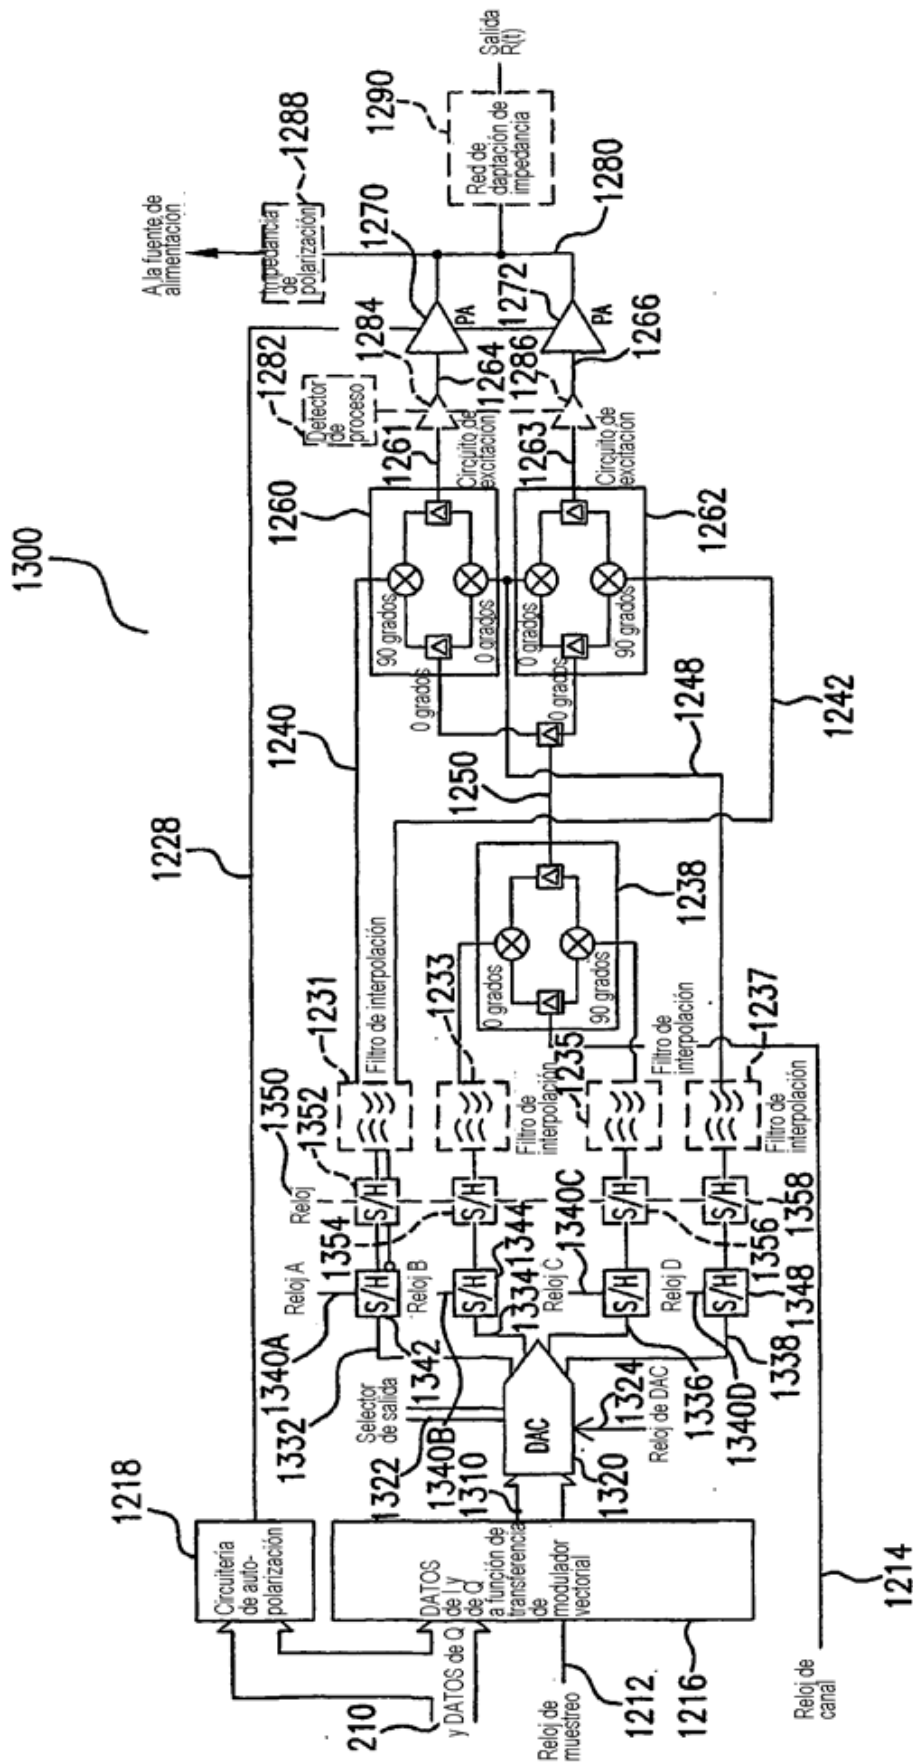 1300
A la fuente de
alimentación
Impedancia
de
polarización
1288
1290
Red de
daptación de
impedancia
Salida
R(t)
1280
1270
PA
1272
PA
1266
1264
1282
1284
1286
Detector
de
proceso
1261
Circuito de
excitación
1263
Circuito de
excitación
1260
90 grados
0 grados
1262
0 grados
90 grados
0 grados
0 grados
1240
1248
1242
1250
1228
1238
0 grados
90 grados
Filtro de interpolación
1231
1233
Filtro de
interpolación
1235
Filtro de
interpolación
1237
Filtro de
interpolación
1350
Reloj
1352
S/H
1354
S/H
1340C
S/H
1356
S/H
1358
Reloj A
1340A
S/H
1342
1332
Reloj B
1340B
S/H
1344
1334
Reloj C
S/H
1336
Reloj D
1340D
S/H
1348
1338
Selector
de salida
1322
DAC
1310
1320
1324
Reloj de DAC
1218
Circuitería
de auto-
polarización
DATOS
de I y
de Q
a función de
transferencia
de
modulador
vectorial
210
y DATOS de Q
Reloj de
muestreo
1212
1216
Reloj de
canal
1214